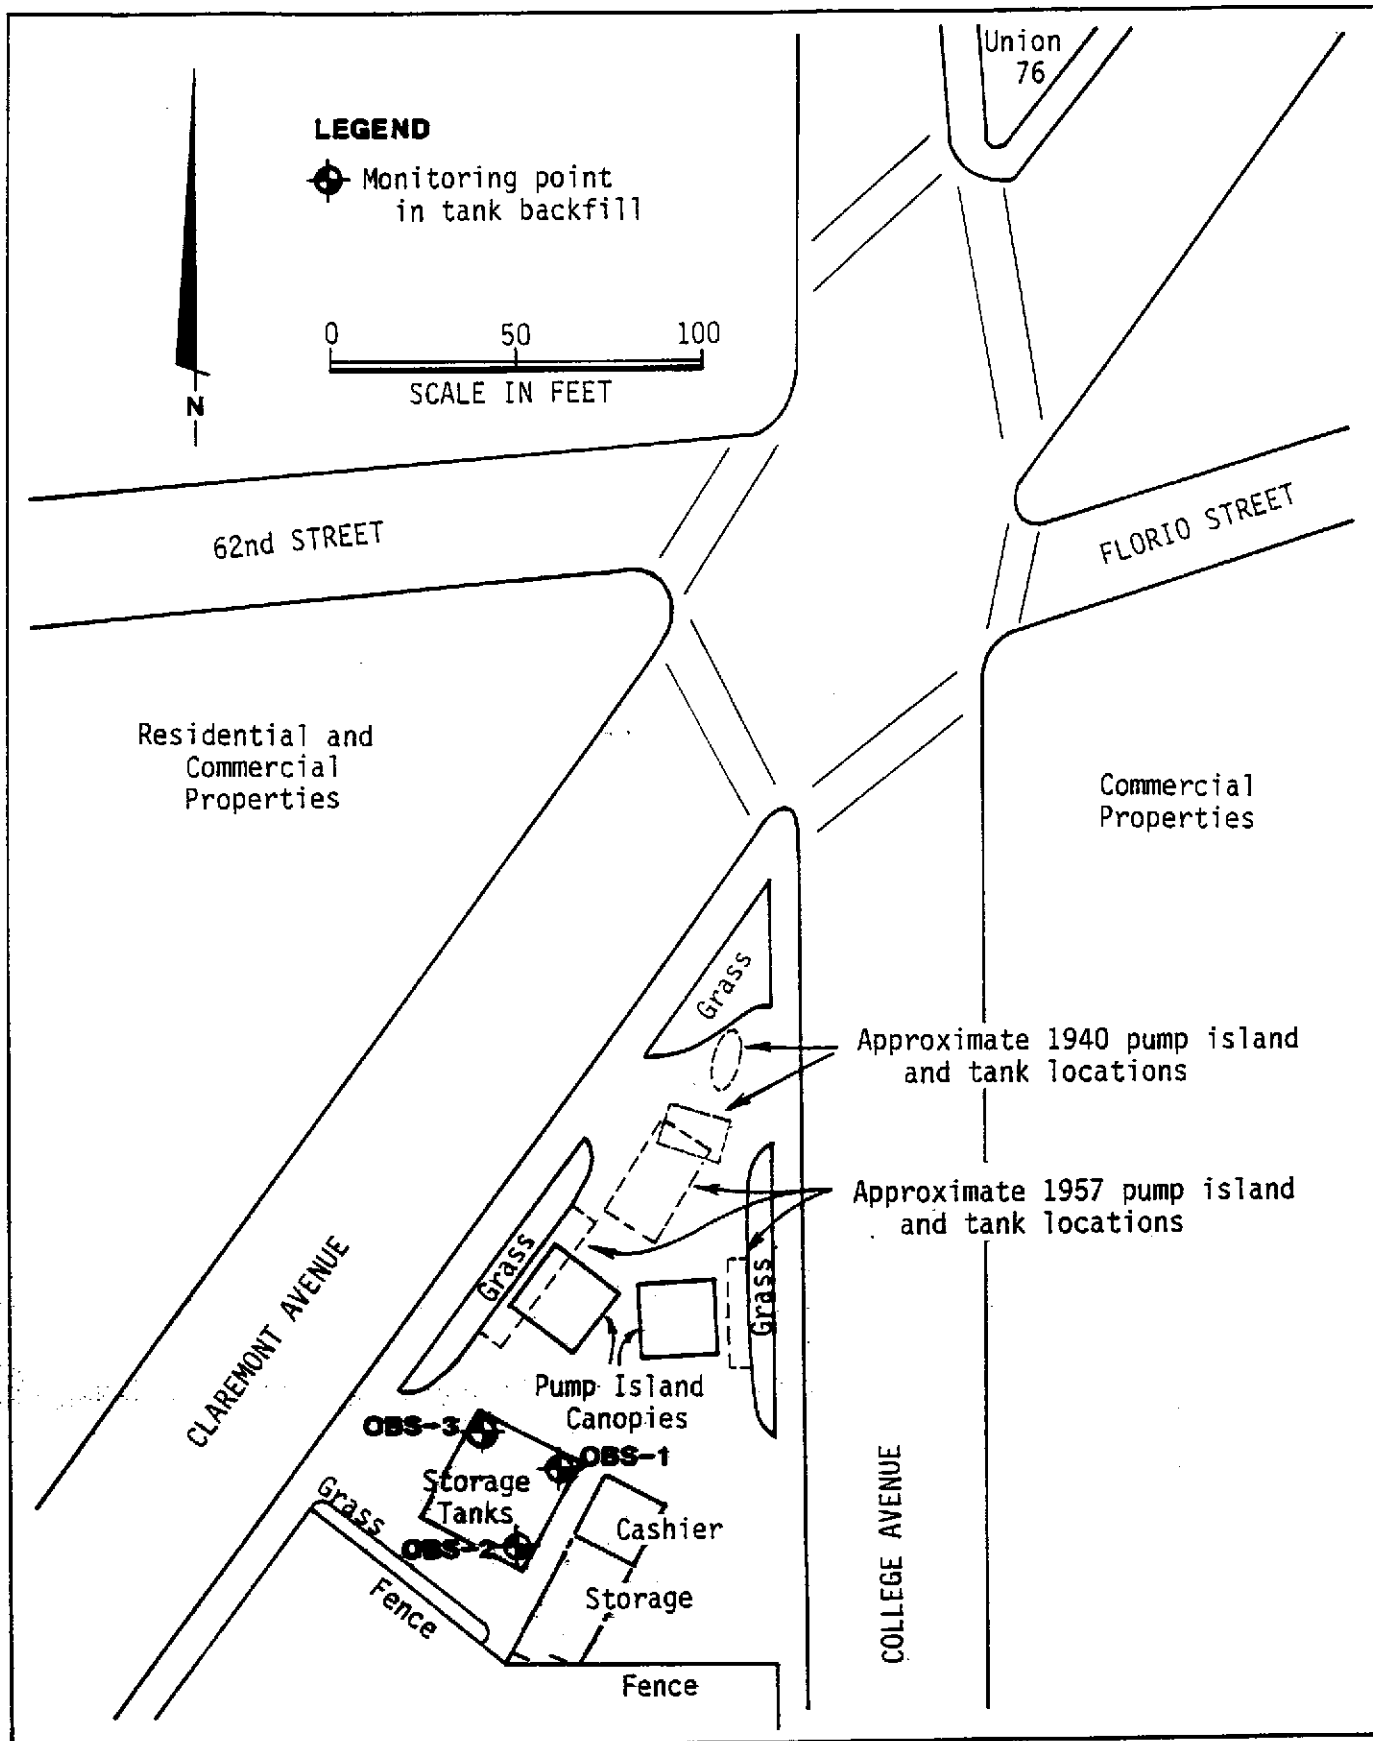 Union
76
LEGEND
Monitoring point
in tank backfill
0 50 100
SCALE IN FEET
N
62nd STREET
FLORIO STREET
Residential and
Commercial
Properties
Commercial
Properties
Grass
Approximate 1940 pump island
and tank locations
Approximate 1957 pump island
and tank locations
Grass
Grass
CLAREMONT AVENUE
Pump Island
Canopies
OBS-3
OBS-1
Storage
Tanks
Grass
OBS-2
Cashier
Fence
Storage
COLLEGE AVENUE
Fence